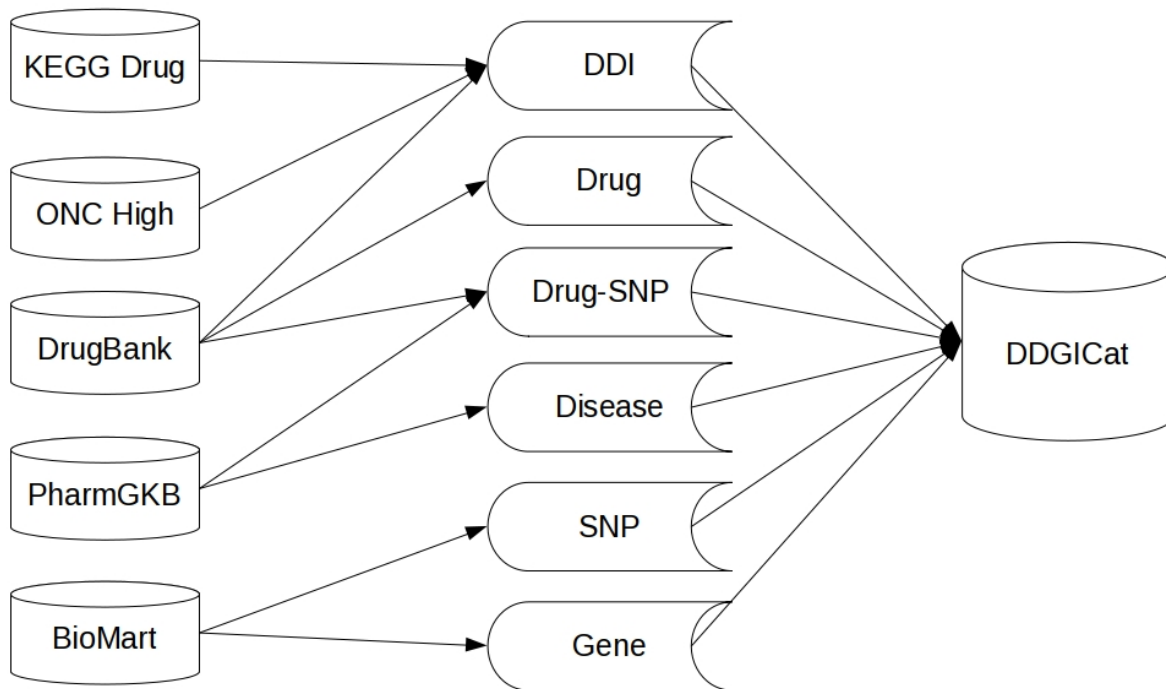 KEGG Drug
ONC High
DrugBank
PharmGKB
BioMart
DDI
Drug
Drug-SNP
Disease
SNP
Gene
DDGICat